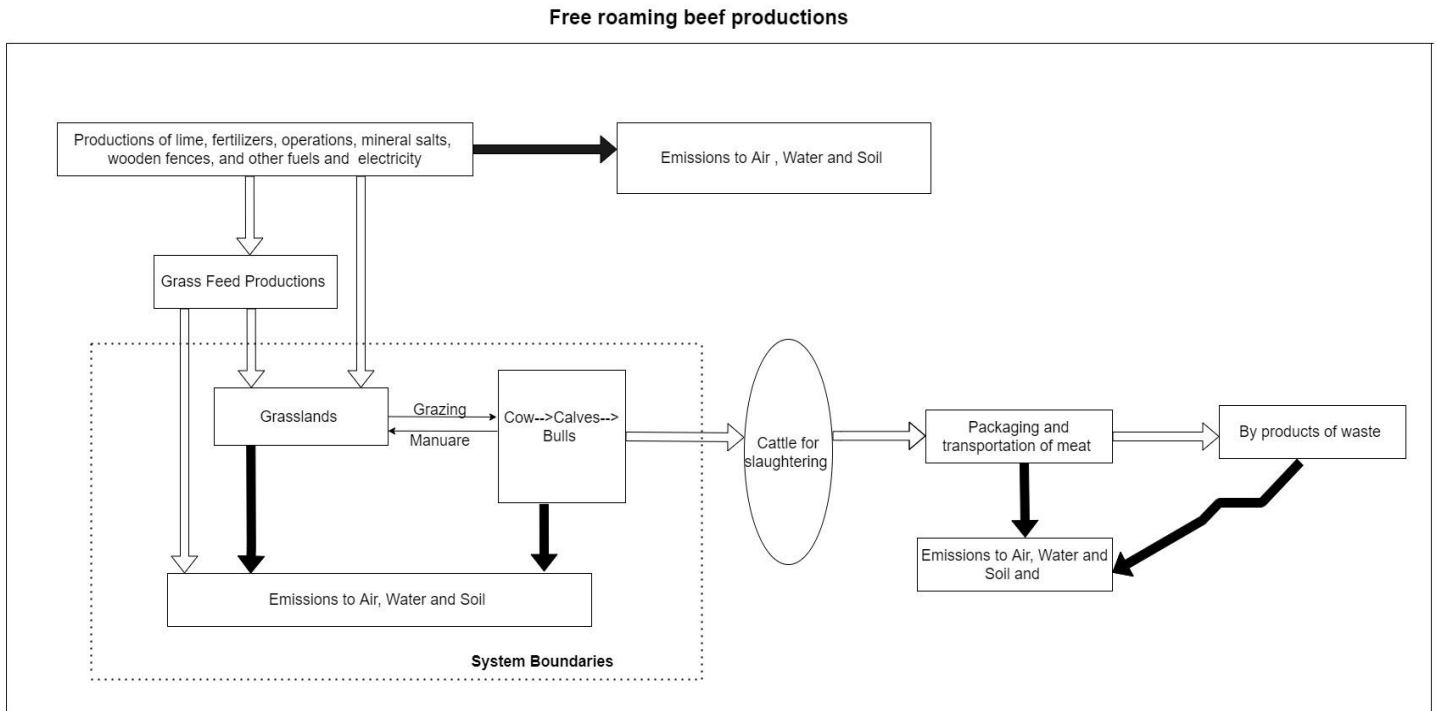 Free roaming beef productions
Productions of lime, fertilizers, operations, mineral salts,
wooden fences, and other fuels and electricity
Emissions to Air , Water and Soil
Grass Feed Productions
Grasslands
Grazing
Manuare
Cow-->Calves-->
Bulls
Cattle for
slaughtering
Packaging and
transportation of meat
By products of waste
Emissions to Air, Water and
Soil and
Emissions to Air, Water and Soil
System Boundaries